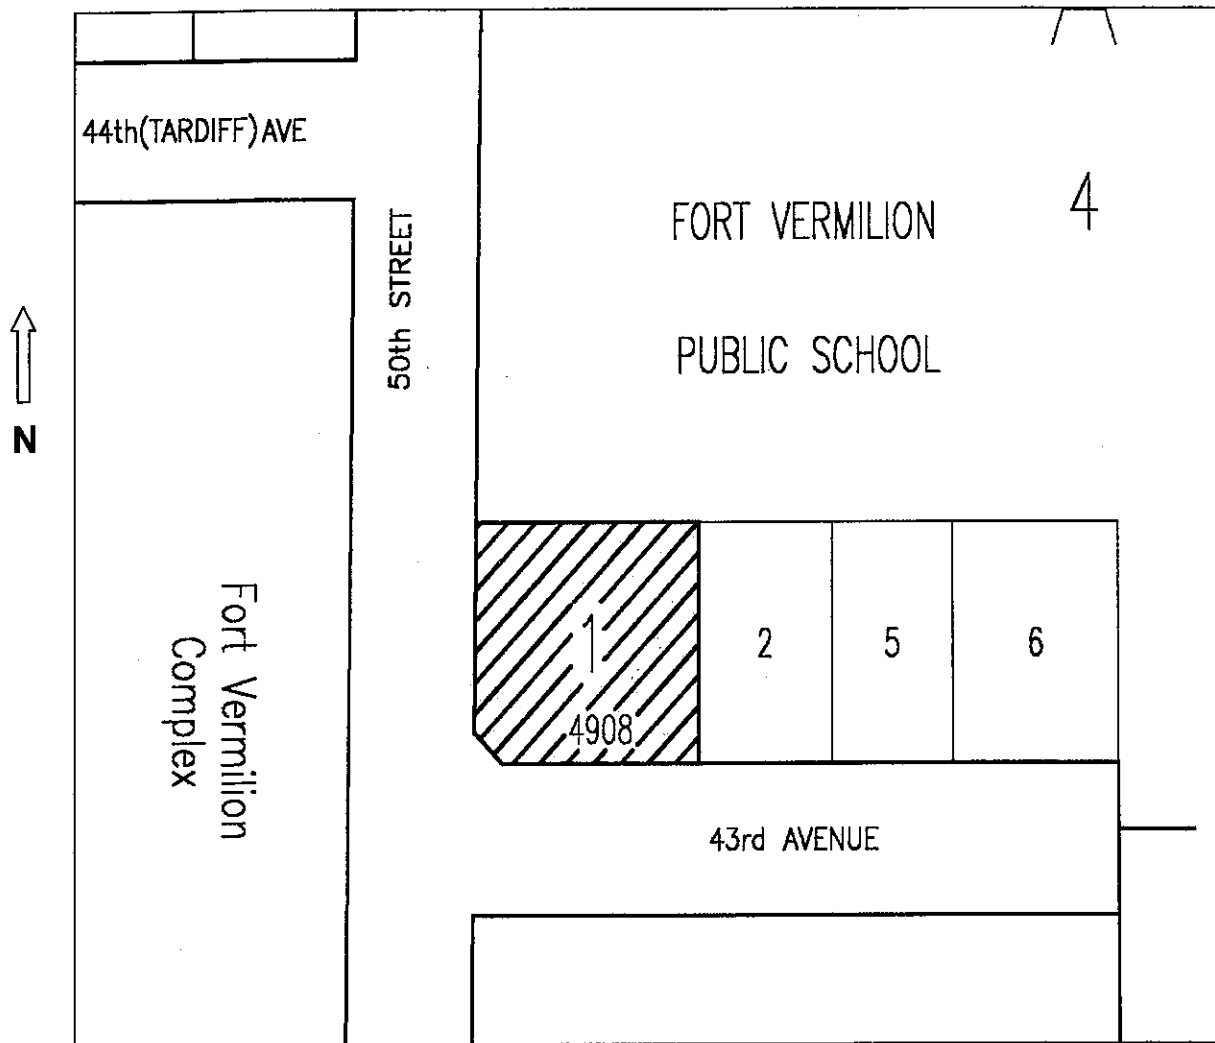 44th(TARDIFF)AVE
50th STREET
FORT VERMILION
4
PUBLIC SCHOOL
N
Fort Vermilion
Complex
1
4908
2
5
6
43rd AVENUE